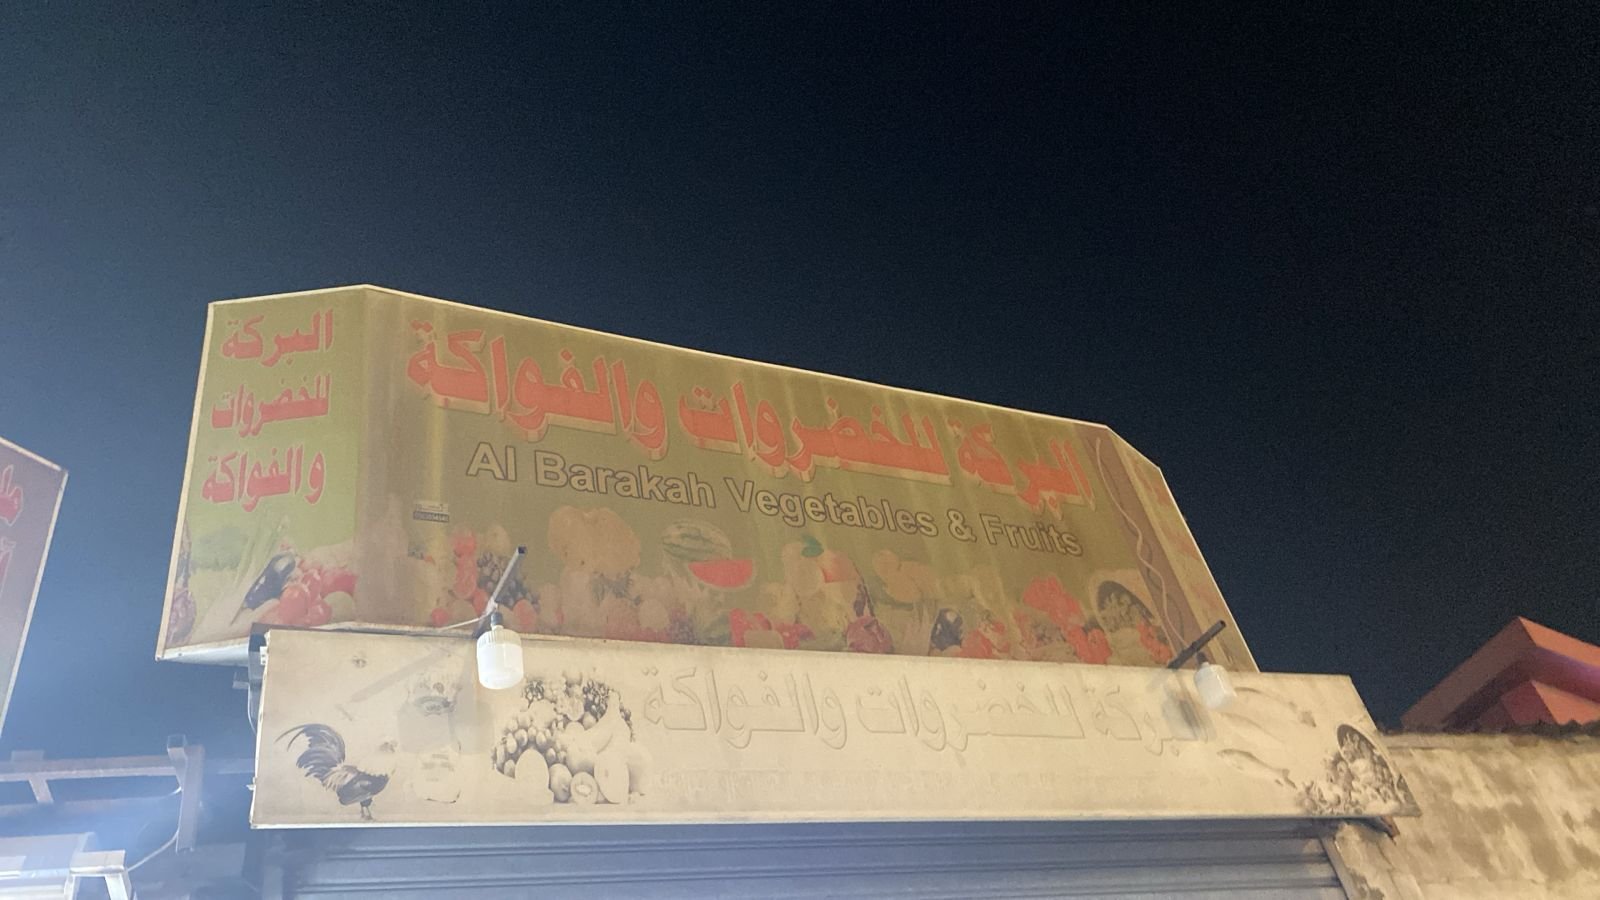 البركة
للخضروات
والفواكة
البركة للخضروات والفواكة
Al Barakah Vegetables & Fruits
البركة للخضروات والفواكة